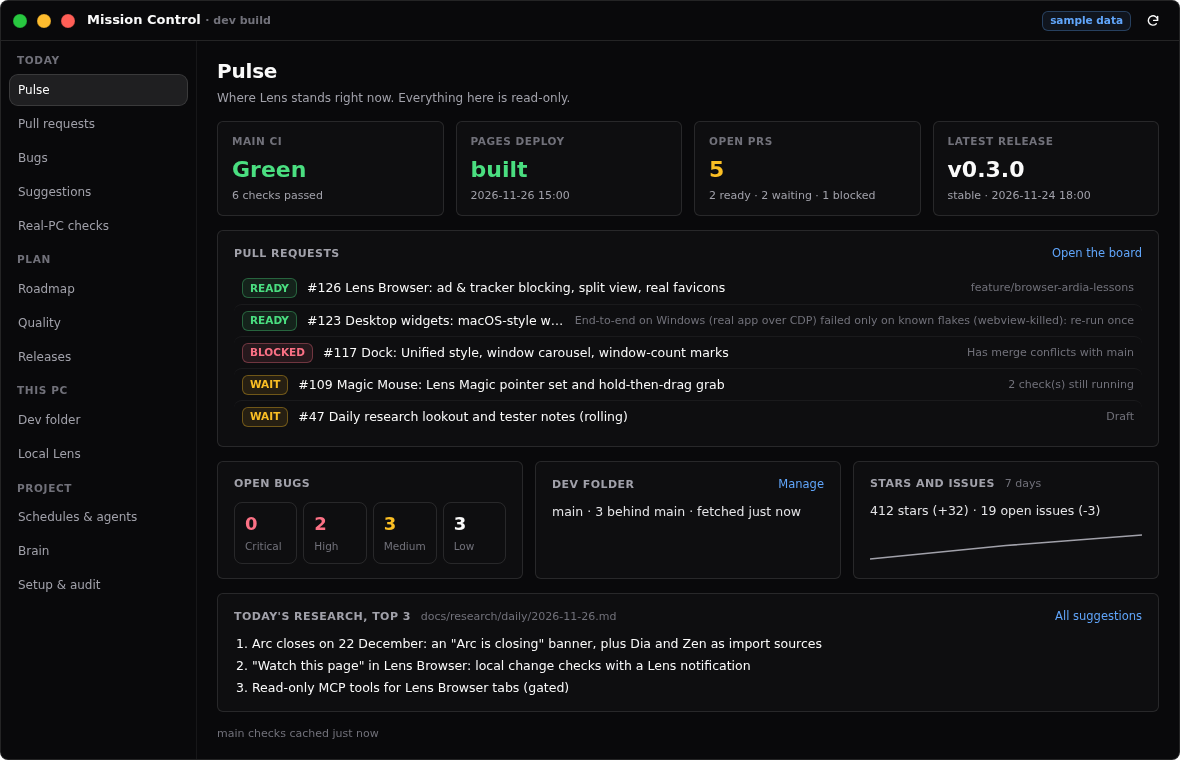 Mission Control · dev build
sample data
TODAY
Pulse
Pull requests
Bugs
Suggestions
Real-PC checks
PLAN
Roadmap
Quality
Releases
THIS PC
Dev folder
Local Lens
PROJECT
Schedules & agents
Brain
Setup & audit
Pulse
Where Lens stands right now. Everything here is read-only.
MAIN CI
Green
6 checks passed
PAGES DEPLOY
built
2026-11-26 15:00
OPEN PRS
5
2 ready · 2 waiting · 1 blocked
LATEST RELEASE
v0.3.0
stable · 2026-11-24 18:00
PULL REQUESTS
Open the board
READY #126 Lens Browser: ad & tracker blocking, split view, real favicons feature/browser-ardia-lessons
READY #123 Desktop widgets: macOS-style w... End-to-end on Windows (real app over CDP) failed only on known flakes (webview-killed): re-run once
BLOCKED #117 Dock: Unified style, window carousel, window-count marks Has merge conflicts with main
WAIT #109 Magic Mouse: Lens Magic pointer set and hold-then-drag grab 2 check(s) still running
WAIT #47 Daily research lookout and tester notes (rolling) Draft
OPEN BUGS
0 Critical
2 High
3 Medium
3 Low
DEV FOLDER
Manage
main · 3 behind main · fetched just now
STARS AND ISSUES 7 days
412 stars (+32) · 19 open issues (-3)
TODAY'S RESEARCH, TOP 3 docs/research/daily/2026-11-26.md
All suggestions
1. Arc closes on 22 December: an "Arc is closing" banner, plus Dia and Zen as import sources
2. "Watch this page" in Lens Browser: local change checks with a Lens notification
3. Read-only MCP tools for Lens Browser tabs (gated)
main checks cached just now